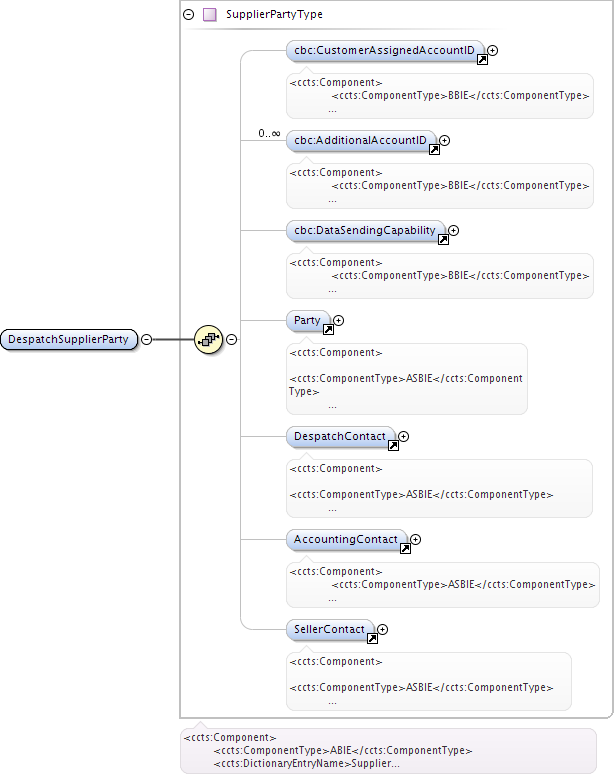 SupplierPartyType
cbc:CustomerAssignedAccountID
<ccts:Component>
<ccts:ComponentType>BBIE</ccts:ComponentType>
...
0..∞
cbc:AdditionalAccountID
<ccts:Component>
<ccts:ComponentType>BBIE</ccts:ComponentType>
...
cbc:DataSendingCapability
<ccts:Component>
<ccts:ComponentType>BBIE</ccts:ComponentType>
...
Party
DespatchSupplierParty
<ccts:Component>
<ccts:ComponentType>ASBIE</ccts:Component
Type>
...
DespatchContact
<ccts:Component>
<ccts:ComponentType>ASBIE</ccts:ComponentType>
...
AccountingContact
<ccts:Component>
<ccts:ComponentType>ASBIE</ccts:ComponentType>
...
SellerContact
<ccts:Component>
<ccts:ComponentType>ASBIE</ccts:ComponentType>
...
<ccts:Component>
<ccts:ComponentType>ABIE</ccts:ComponentType>
<ccts:DictionaryEntryName>Supplier...